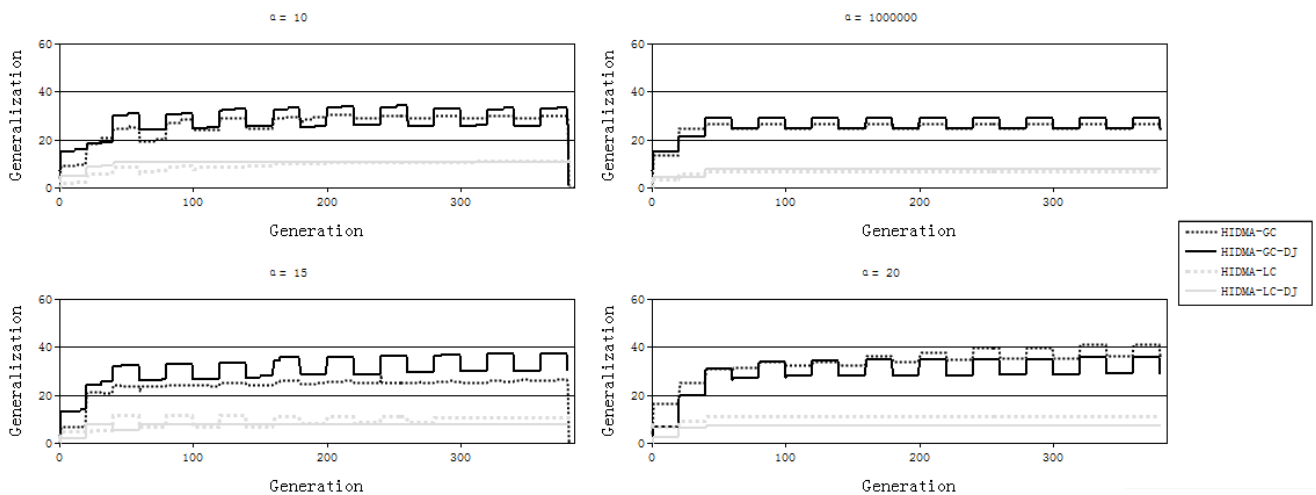 α = 10
60
40
20
0
Generalization
0 100 200 300
Generation
α = 1000000
60
40
20
0
Generalization
0 100 200 300
Generation
HIDMA-GC
HIDMA-GC-DJ
HIDMA-LC
HIDMA-LC-DJ
α = 15
60
40
20
0
Generalization
0 100 200 300
Generation
α = 20
60
40
20
0
Generalization
0 100 200 300
Generation